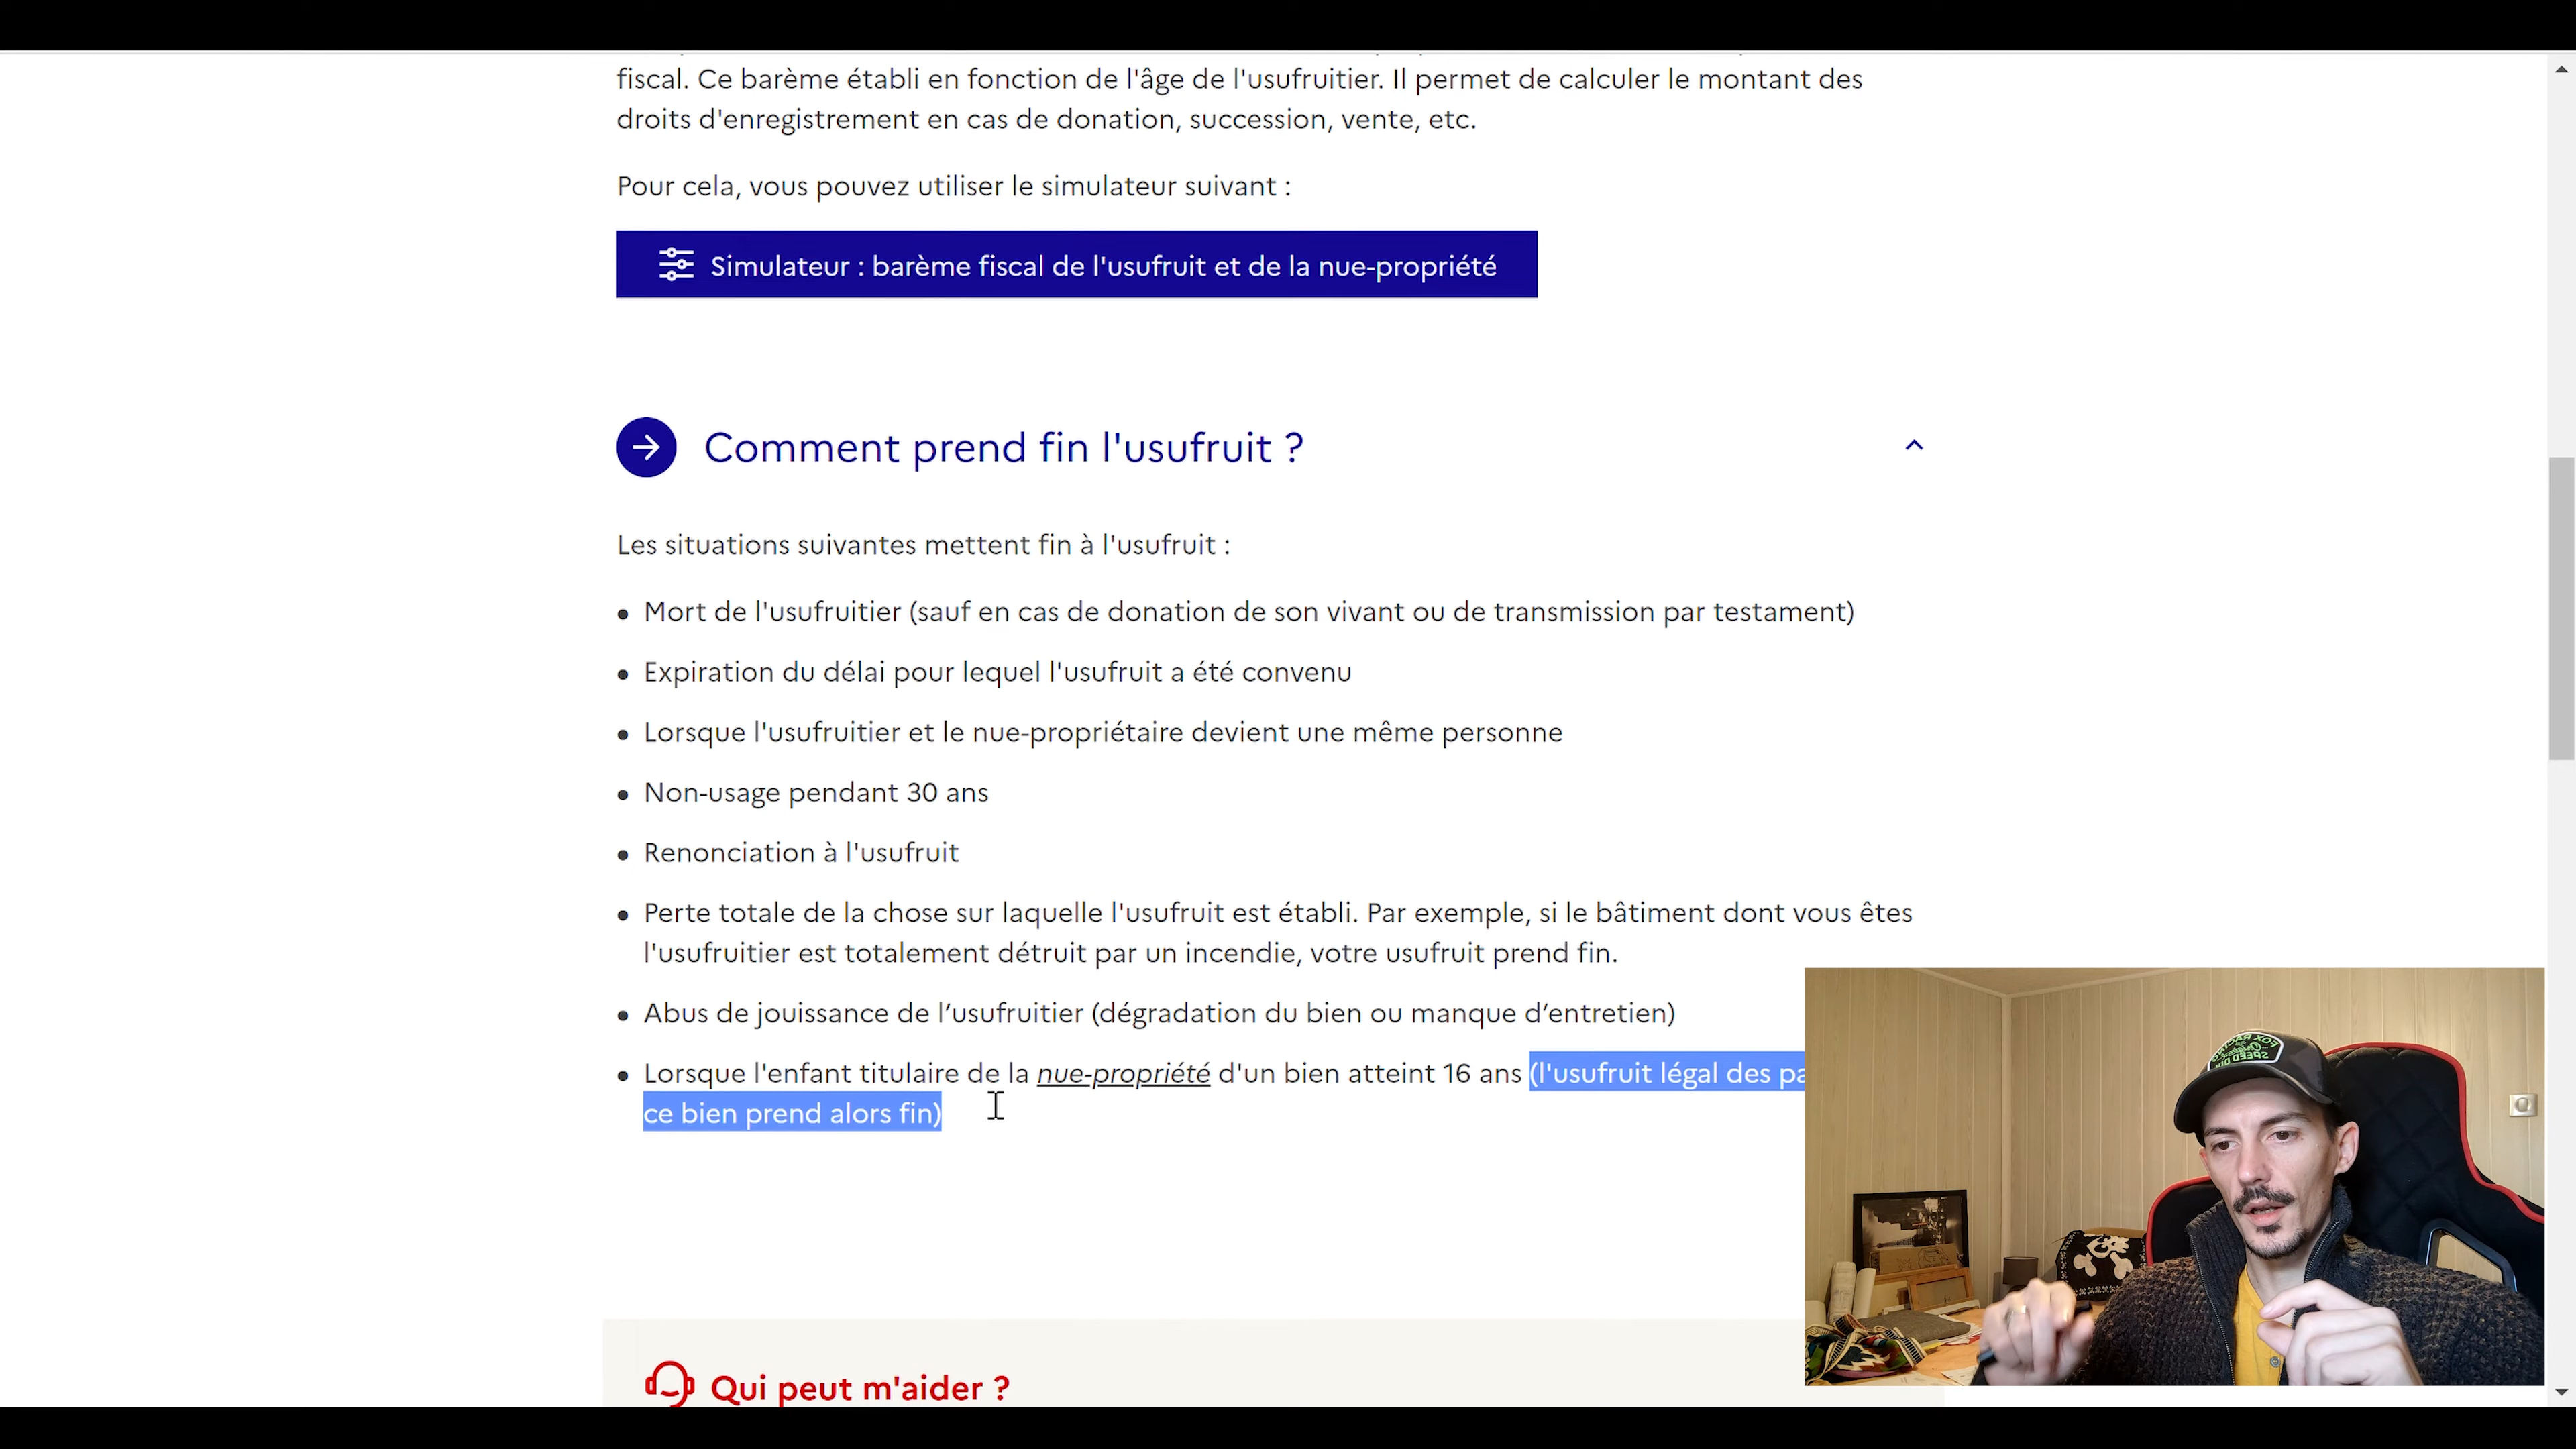 fiscal. Ce barème établi en fonction de l'âge de l'usufruitier. Il permet de calculer le montant des
droits d'enregistrement en cas de donation, succession, vente, etc.
Pour cela, vous pouvez utiliser le simulateur suivant :
Simulateur : barème fiscal de l'usufruit et de la nue-propriété
Comment prend fin l'usufruit ?
Les situations suivantes mettent fin à l'usufruit :
• Mort de l'usufruitier (sauf en cas de donation de son vivant ou de transmission par testament)
• Expiration du délai pour lequel l'usufruit a été convenu
• Lorsque l'usufruitier et le nue-propriétaire devient une même personne
• Non-usage pendant 30 ans
• Renonciation à l'usufruit
• Perte totale de la chose sur laquelle l'usufruit est établi. Par exemple, si le bâtiment dont vous êtes
l'usufruitier est totalement détruit par un incendie, votre usufruit prend fin.
• Abus de jouissance de l’usufruitier (dégradation du bien ou manque d’entretien)
• Lorsque l'enfant titulaire de la nue-propriété d'un bien atteint 16 ans (l'usufruit légal des pa
ce bien prend alors fin)
FOX RACING
SPEED DIV
Qui peut m'aider ?